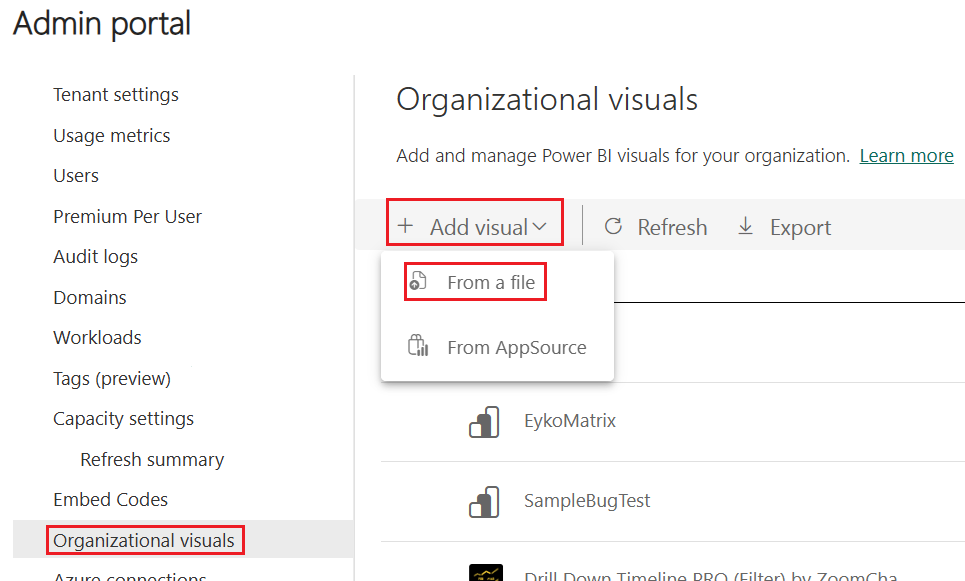 Admin portal
Tenant settings
Usage metrics
Users
Premium Per User
Audit logs
Domains
Workloads
Tags (preview)
Capacity settings
Refresh summary
Embed Codes
Organizational visuals
Azure connections
Organizational visuals
Add and manage Power BI visuals for your organization. Learn more
Add visual Refresh Export
From a file
From AppSource
EykoMatrix
SampleBugTest
Drill Down Timeline PRO (Filter) by ZoomCha